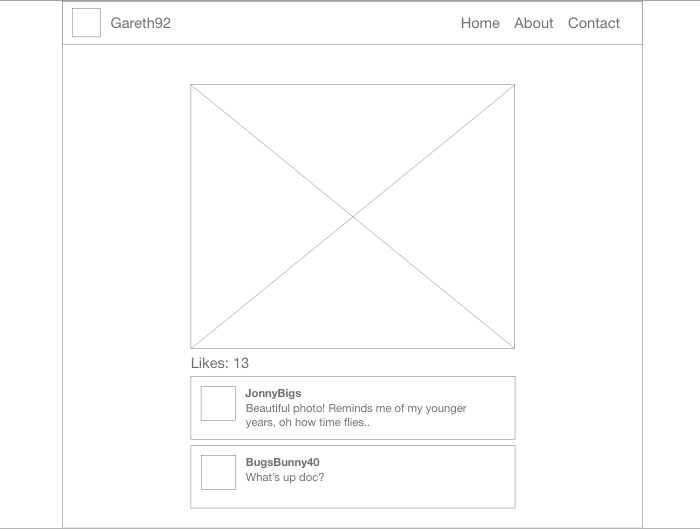 Gareth92
Home About Contact
Likes: 13
JonnyBigs
Beautiful photo! Reminds me of my younger
years, oh how time flies..
BugsBunny40
What's up doc?